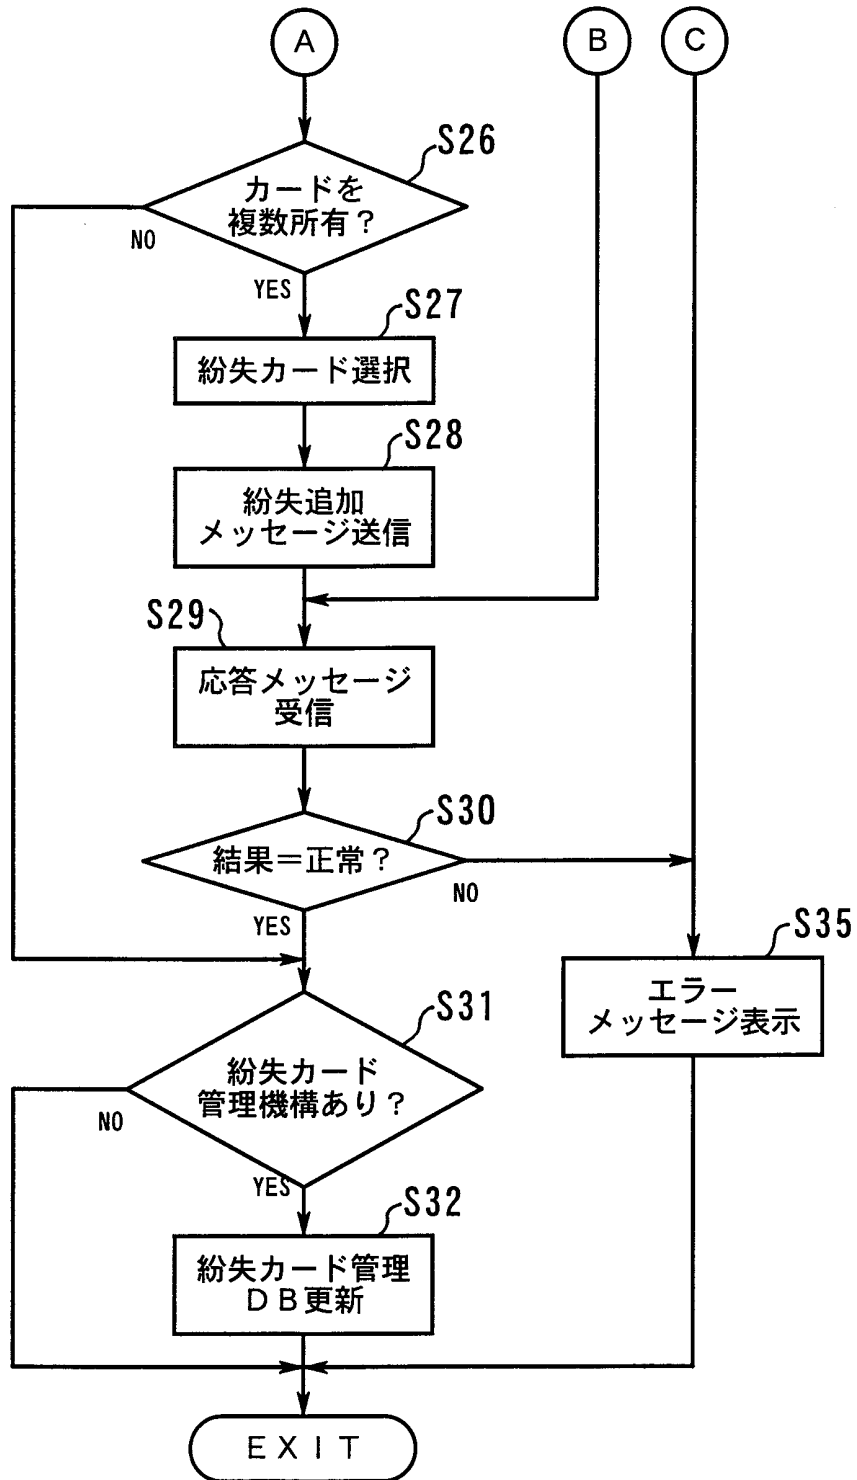 A
B
C
S26
カードを
複数所有？
NO
YES
S27
紛失カード選択
S28
紛失追加
メッセージ送信
S29
応答メッセージ
受信
S30
結果＝正常？
NO
YES
S35
エラー
メッセージ表示
S31
紛失カード
管理機構あり？
NO
YES
S32
紛失カード管理
ＤＢ更新
ＥＸＩＴ